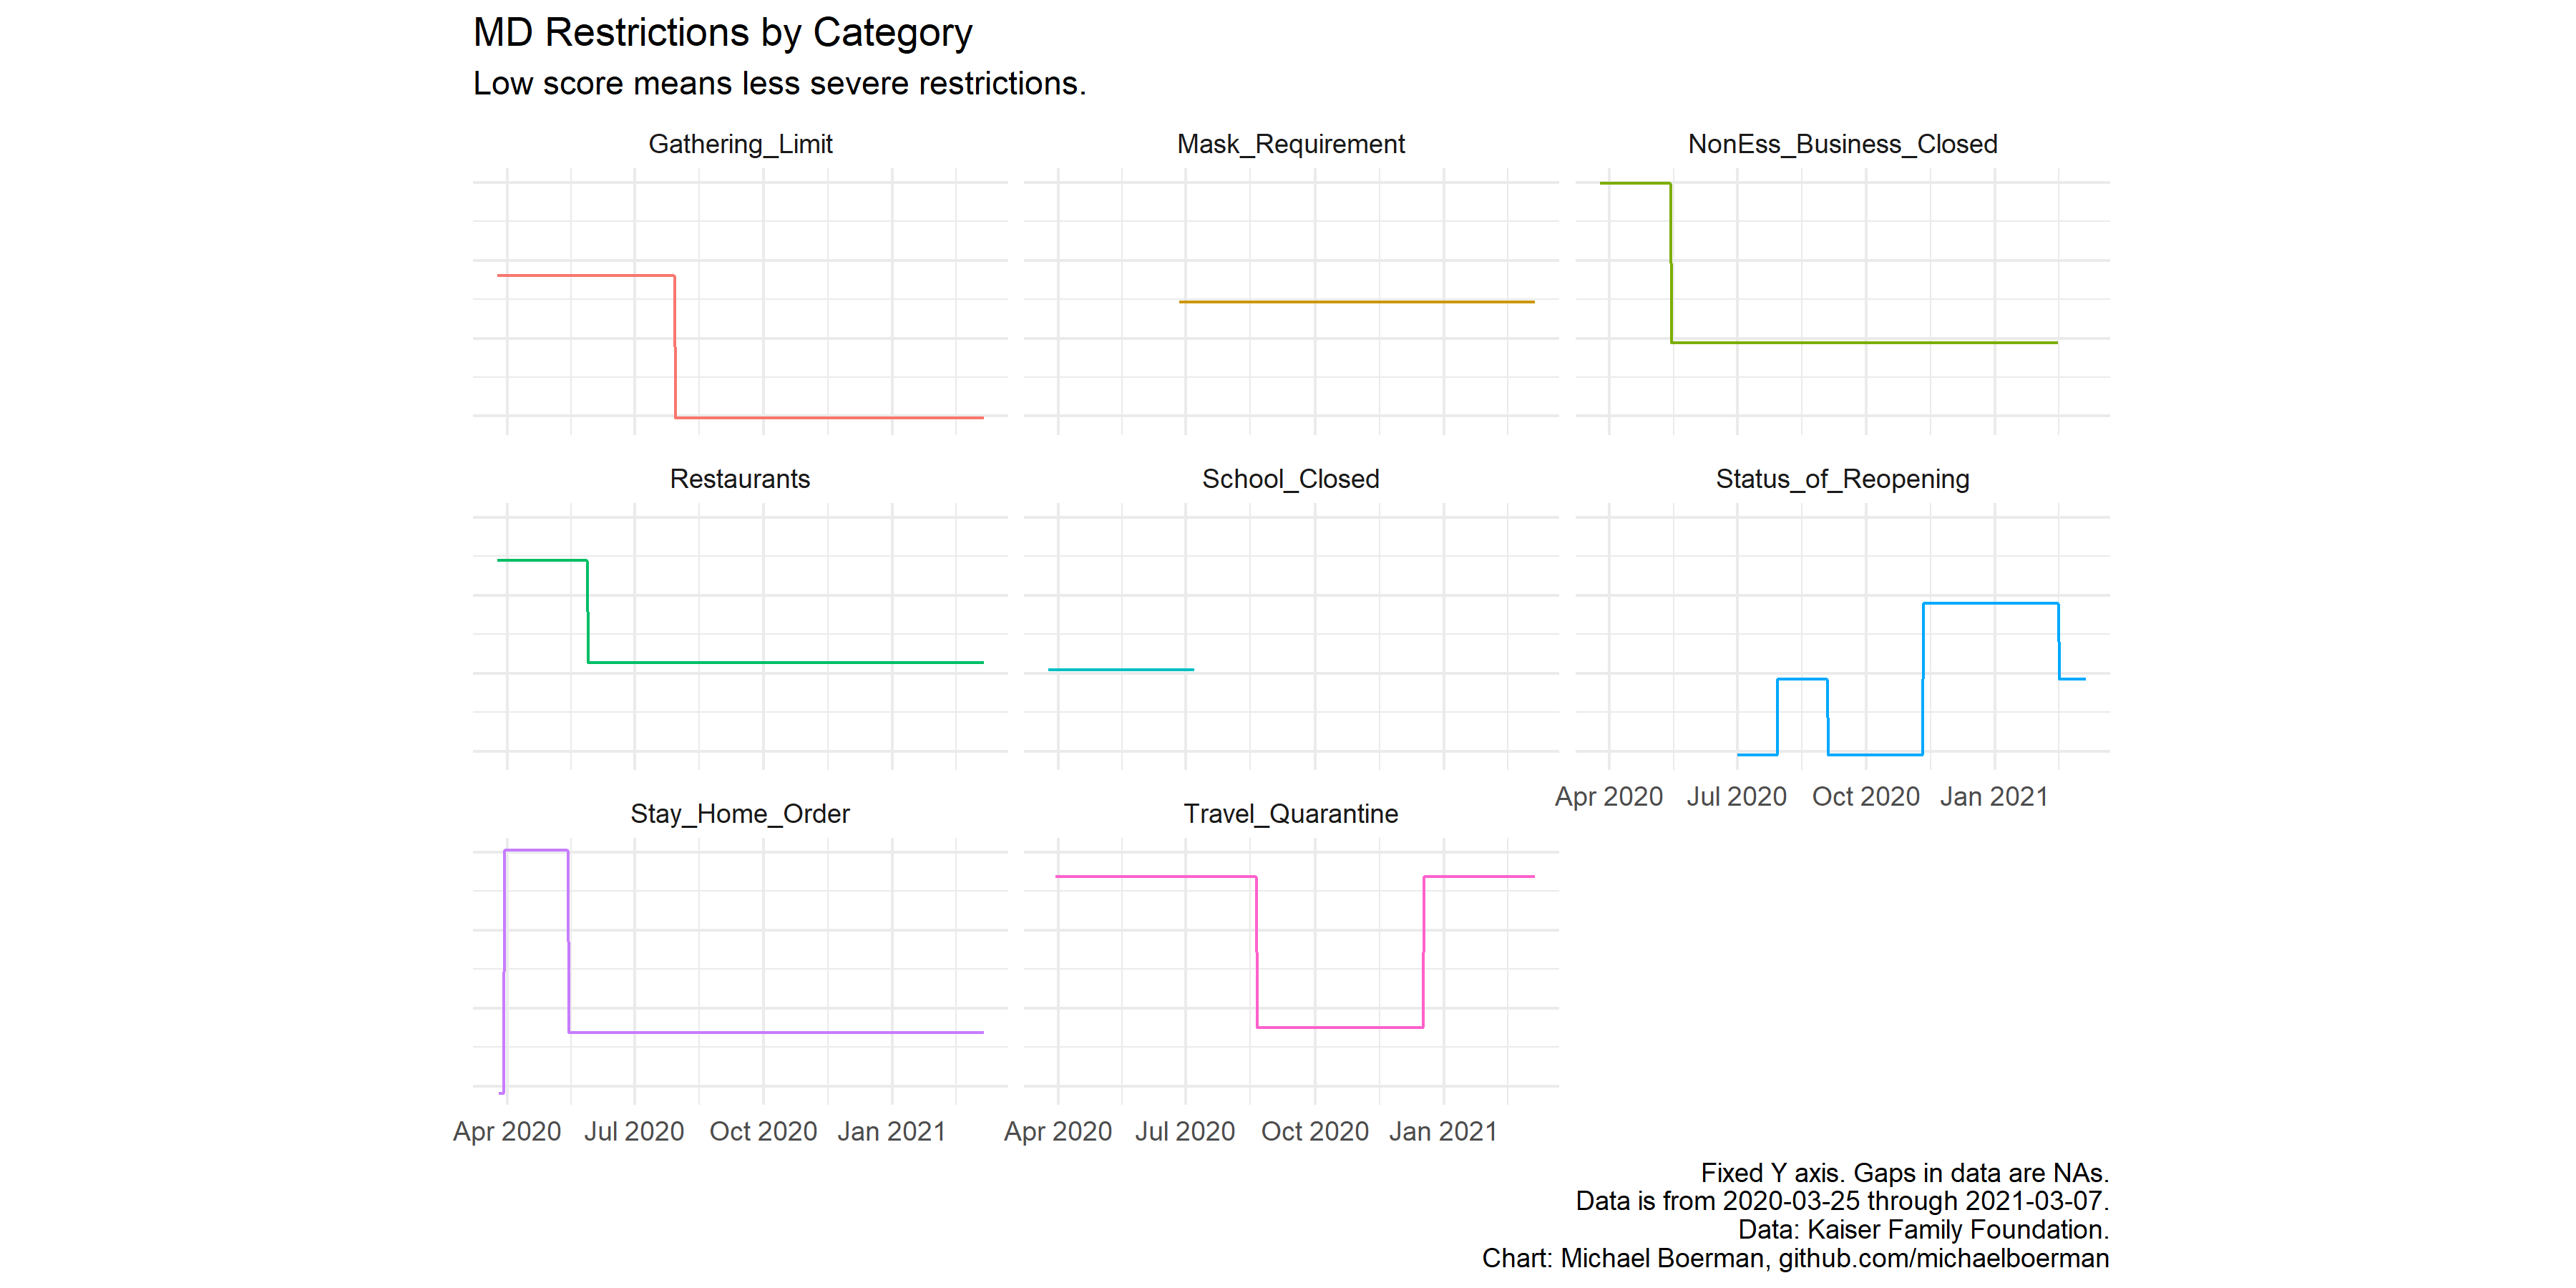 MD Restrictions by Category
Low score means less severe restrictions.
Gathering_Limit
Mask_Requirement
NonEss_Business_Closed
Restaurants
School_Closed
Status_of_Reopening
Apr 2020 Jul 2020 Oct 2020 Jan 2021
Stay_Home_Order
Travel_Quarantine
Apr 2020 Jul 2020 Oct 2020 Jan 2021
Apr 2020 Jul 2020 Oct 2020 Jan 2021
Fixed Y axis. Gaps in data are NAs.
Data is from 2020-03-25 through 2021-03-07.
Data: Kaiser Family Foundation.
Chart: Michael Boerman, github.com/michaelboerman